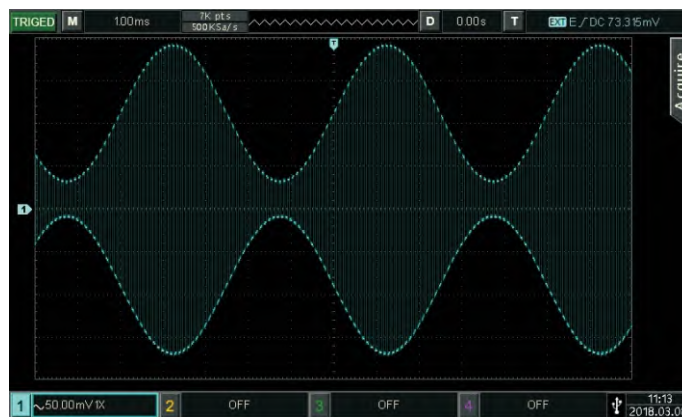 TRIGED M 1.00ms 7K pts D 0.00s T EXT E DC 73.315mV
500KSa/s
T
Acquire
1
1 50.00mV 1X 2 OFF 3 OFF 4 OFF 11:13
2018.03.0